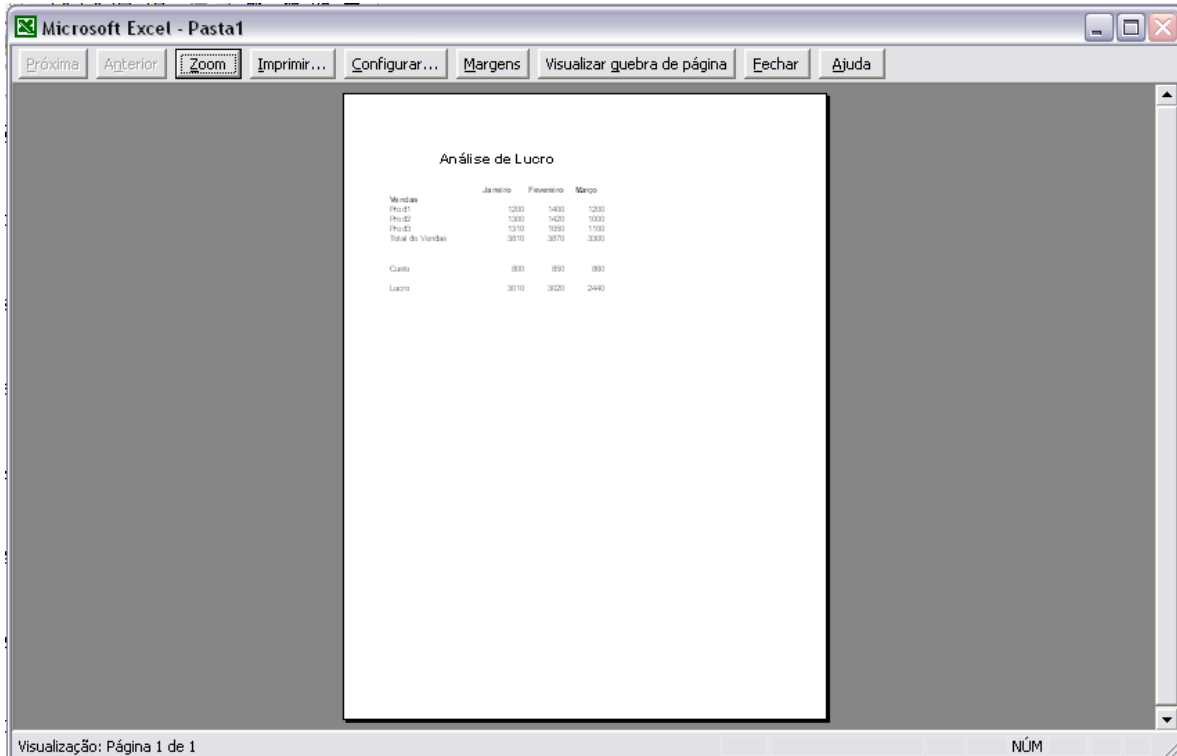 Microsoft Excel - Pasta1
Próxima Anterior Zoom Imprimir... Configurar... Margens Visualizar quebra de página Fechar Ajuda
Análise de Lucro
Janeiro Fevereiro Março
Vendas
Prod1 1200 1400 1200
Prod2 1300 1420 1000
Prod3 1310 1050 1100
Total de Vendas 3810 3870 3300
Custo 800 850 860
Lucro 3010 3020 2440
Visualização: Página 1 de 1 NÚM